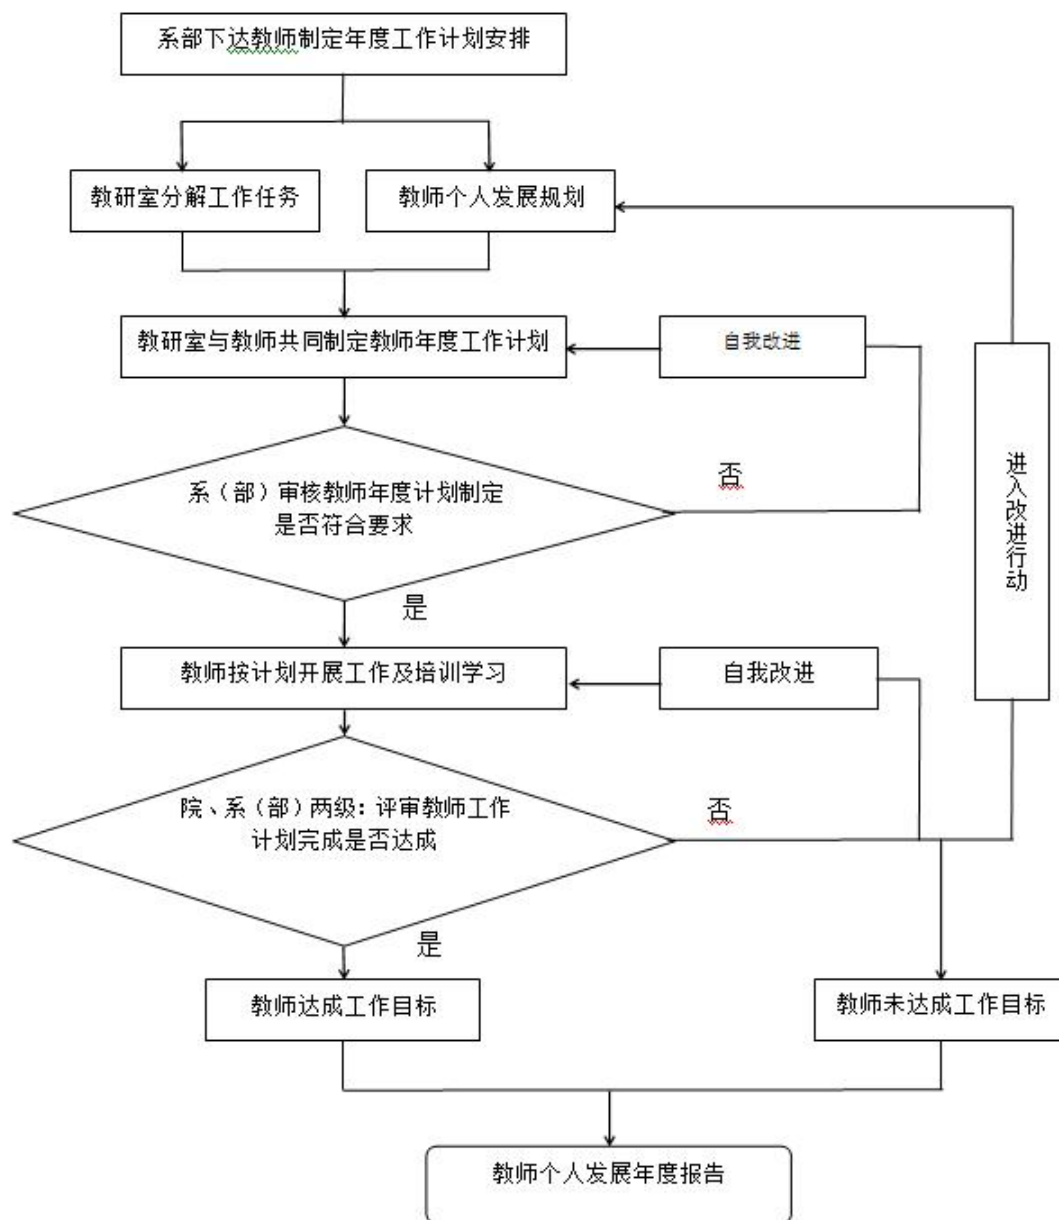 系部下达教师制定年度工作计划安排
教研室分解工作任务
教师个人发展规划
教研室与教师共同制定教师年度工作计划
自我改进
系（部）审核教师年度计划制定
是否符合要求
否
进入改进行动
是
教师按计划开展工作及培训学习
自我改进
院、系（部）两级：评审教师工作
计划完成是否达成
否
是
教师达成工作目标
教师未达成工作目标
教师个人发展年度报告